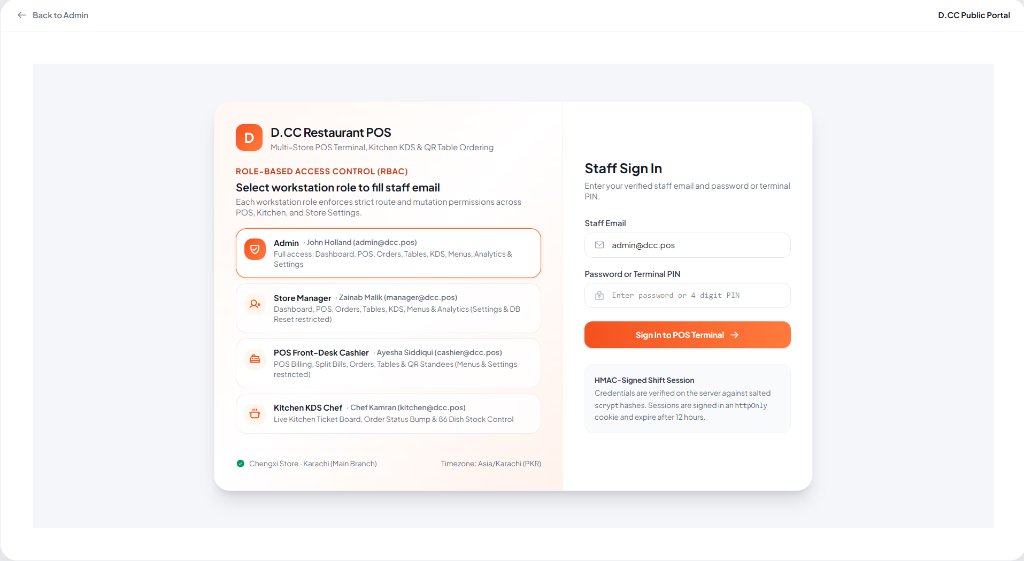 Back to Admin
D.CC Public Portal
D
D.CC Restaurant POS
Multi-Store POS Terminal, Kitchen KDS & QR Table Ordering
ROLE-BASED ACCESS CONTROL (RBAC)
Select workstation role to fill staff email
Each workstation role enforces strict route and mutation permissions across
POS, Kitchen, and Store Settings.
Admin · John Holland (admin@dcc.pos)
Full access: Dashboard, POS, Orders, Tables, KDS, Menus, Analytics &
Settings
Store Manager · Zainab Malik (manager@dcc.pos)
Dashboard, POS, Orders, Tables, KDS, Menus & Analytics (Settings & DB
Reset restricted)
POS Front-Desk Cashier · Ayesha Siddiqui (cashier@dcc.pos)
POS Billing, Split Bills, Orders, Tables & QR Standees (Menus & Settings
restricted)
Kitchen KDS Chef · Chef Kamran (kitchen@dcc.pos)
Live Kitchen Ticket Board, Order Status Bump & 86 Dish Stock Control
Chengxi Store · Karachi (Main Branch)
Timezone: Asia/Karachi (PKR)
Staff Sign In
Enter your verified staff email and password or terminal
PIN.
Staff Email
admin@dcc.pos
Password or Terminal PIN
Enter password or 4 digit PIN
Sign In to POS Terminal
HMAC-Signed Shift Session
Credentials are verified on the server against salted
scrypt hashes. Sessions are signed in an httpOnly
cookie and expire after 12 hours.